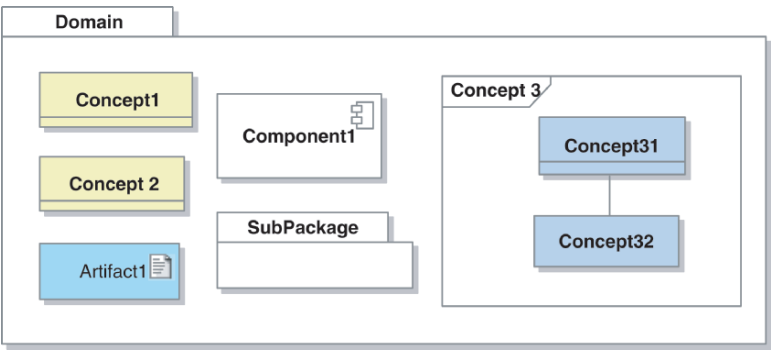 Domain
Concept1
Concept 2
Artifact1
Component1
SubPackage
Concept 3
Concept31
Concept32